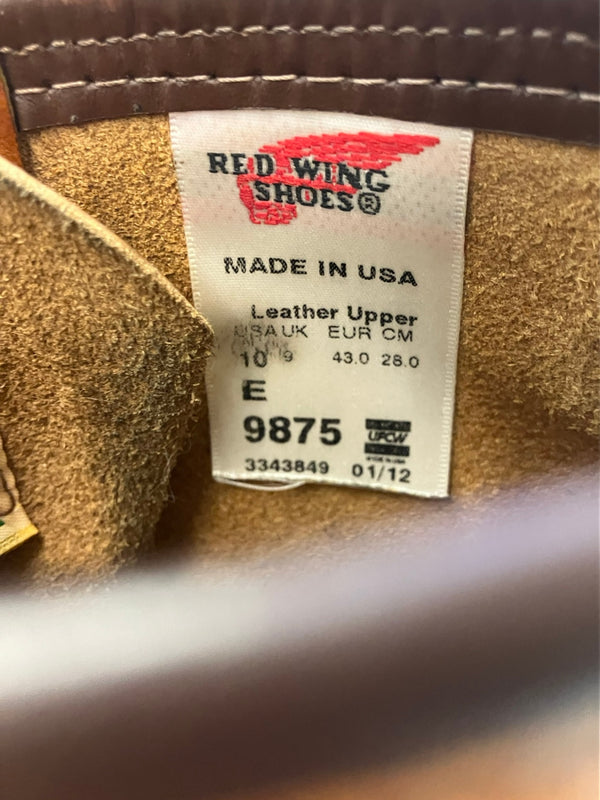 RED WING
SHOES®
MADE IN USA
Leather Upper
USA UK EUR CM
10 9 43.0 28.0
E
9875
UFCW
3343849 01/12